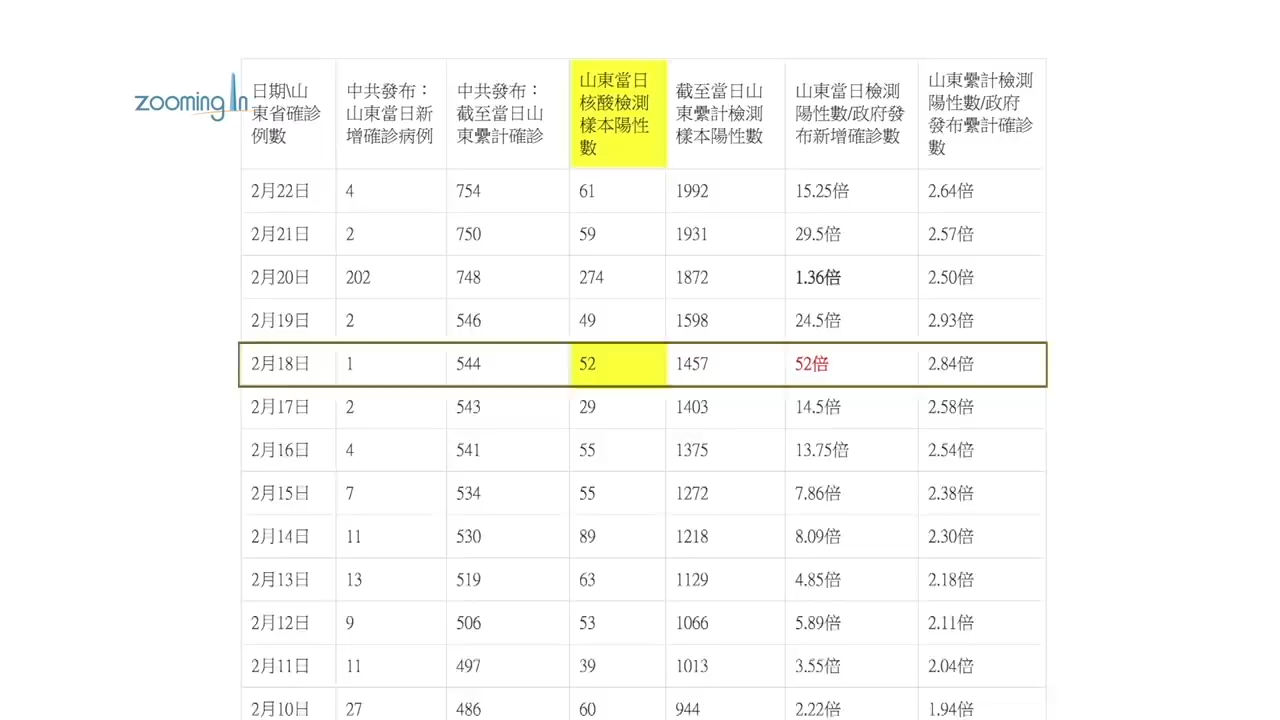 zooming In
日期\山東省確診例數 中共發布：山東當日新增確診病例 中共發布：截至當日山東纍計確診 山東當日核酸檢測樣本陽性數 截至當日山東纍計檢測樣本陽性數 山東當日檢測陽性數/政府發布新增確診數 山東纍計檢測陽性數/政府發布纍計確診數
2月22日 4 754 61 1992 15.25倍 2.64倍
2月21日 2 750 59 1931 29.5倍 2.57倍
2月20日 202 748 274 1872 1.36倍 2.50倍
2月19日 2 546 49 1598 24.5倍 2.93倍
2月18日 1 544 52 1457 52倍 2.84倍
2月17日 2 543 29 1403 14.5倍 2.58倍
2月16日 4 541 55 1375 13.75倍 2.54倍
2月15日 7 534 55 1272 7.86倍 2.38倍
2月14日 11 530 89 1218 8.09倍 2.30倍
2月13日 13 519 63 1129 4.85倍 2.18倍
2月12日 9 506 53 1066 5.89倍 2.11倍
2月11日 11 497 39 1013 3.55倍 2.04倍
2月10日 27 486 60 944 2.22倍 1.94倍